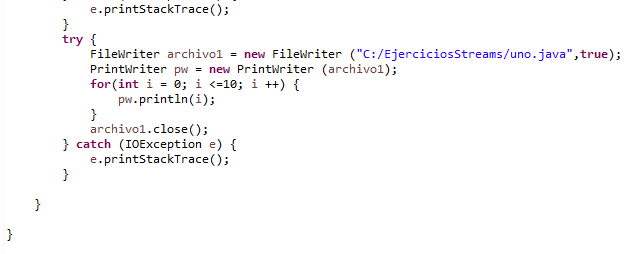 e.printStackTrace();
}
try {
FileWriter archivo1 = new FileWriter ("C:/EjerciciosStreams/uno.java",true);
PrintWriter pw = new PrintWriter (archivo1);
for(int i = 0; i <=10; i ++) {
pw.println(i);
}
archivo1.close();
} catch (IOException e) {
e.printStackTrace();
}
}
}